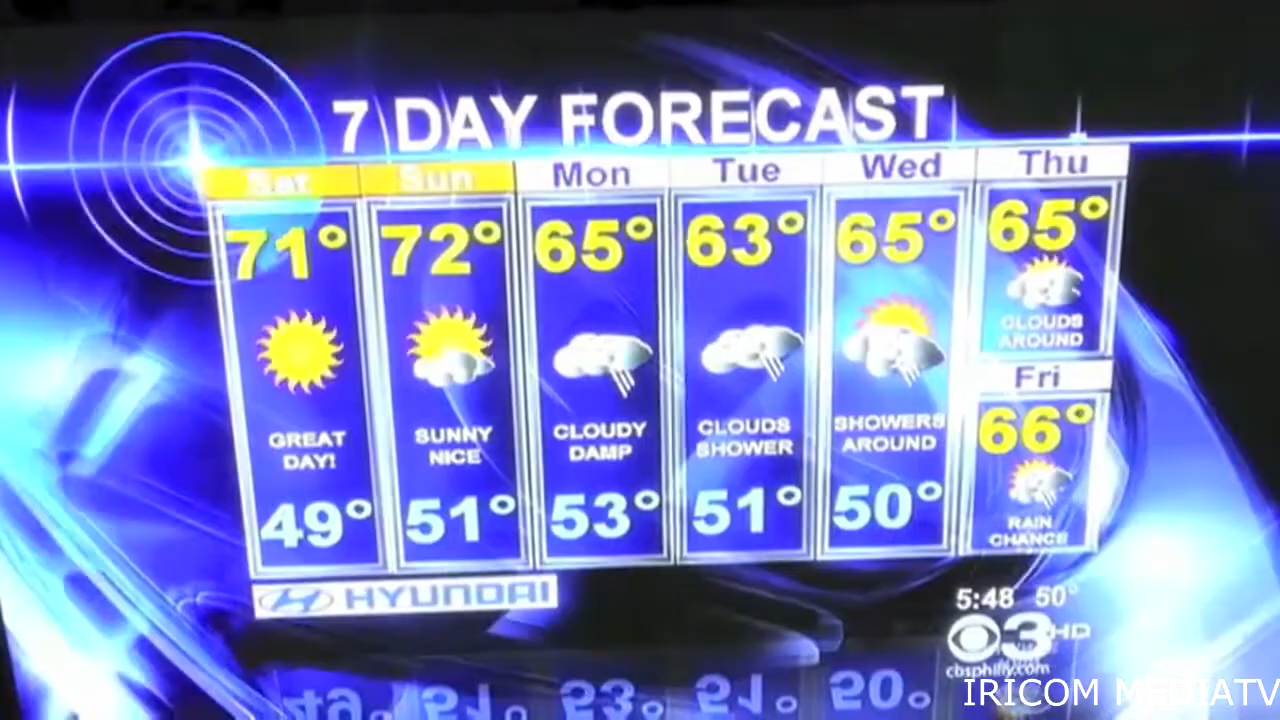 7 DAY FORECAST
Sat Sun Mon Tue Wed Thu
71° 72° 65° 63° 65° 65°
CLOUDS
AROUND
Fri
66°
RAIN
CHANCE
GREAT
DAY!
SUNNY
NICE
CLOUDY
DAMP
CLOUDS
SHOWER
SHOWERS
AROUND
49° 51° 53° 51° 50°
HYUNDAI
5:48 50°
3 HD
cbsphilly.com
IRICOM MEDIATV